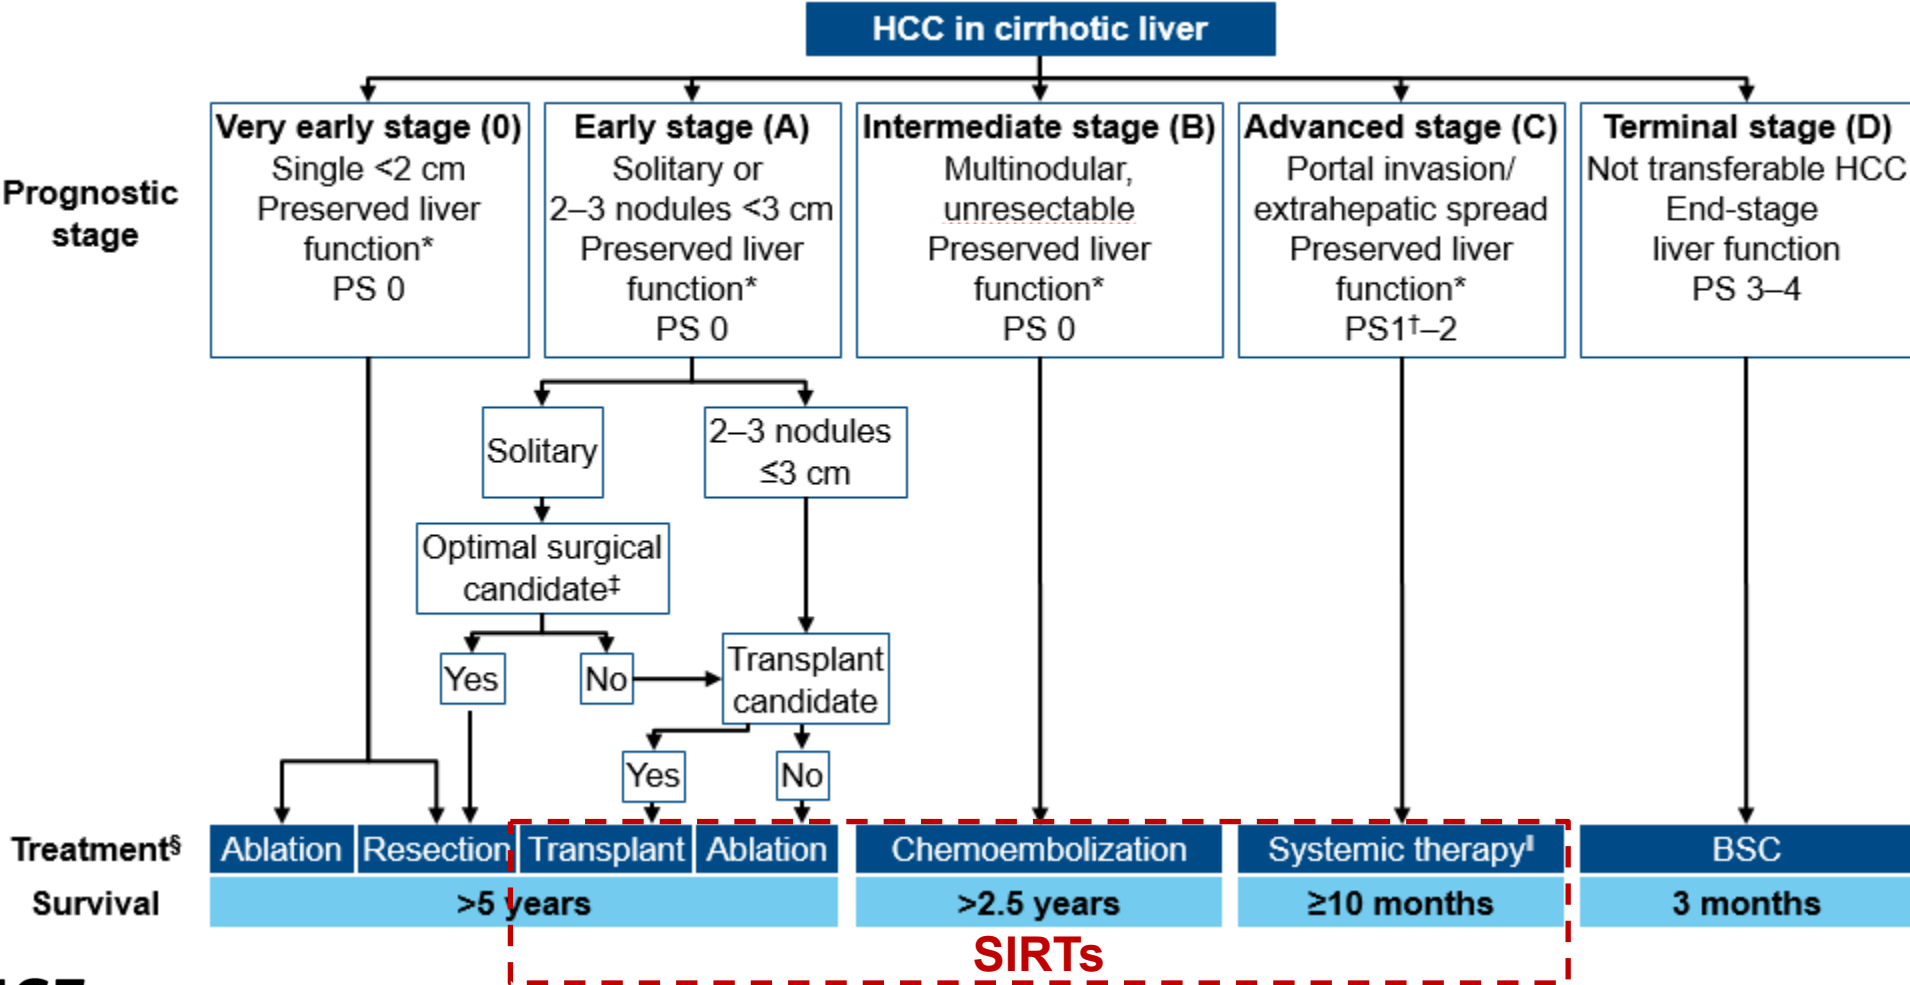 HCC in cirrhotic liver
Prognostic
stage
Very early stage (0)
Single <2 cm
Preserved liver
function*
PS 0
Early stage (A)
Solitary or
2–3 nodules <3 cm
Preserved liver
function*
PS 0
Intermediate stage (B)
Multinodular,
unresectable
Preserved liver
function*
PS 0
Advanced stage (C)
Portal invasion/
extrahepatic spread
Preserved liver
function*
PS1†–2
Terminal stage (D)
Not transferable HCC
End-stage
liver function
PS 3–4
Solitary
2–3 nodules
≤3 cm
Optimal surgical
candidate‡
Yes
No
Transplant
candidate
Yes
No
Treatment§
Ablation
Resection
Transplant
Ablation
Chemoembolization
Systemic therapy‖
BSC
Survival
>5 years
>2.5 years
≥10 months
3 months
SIRTs